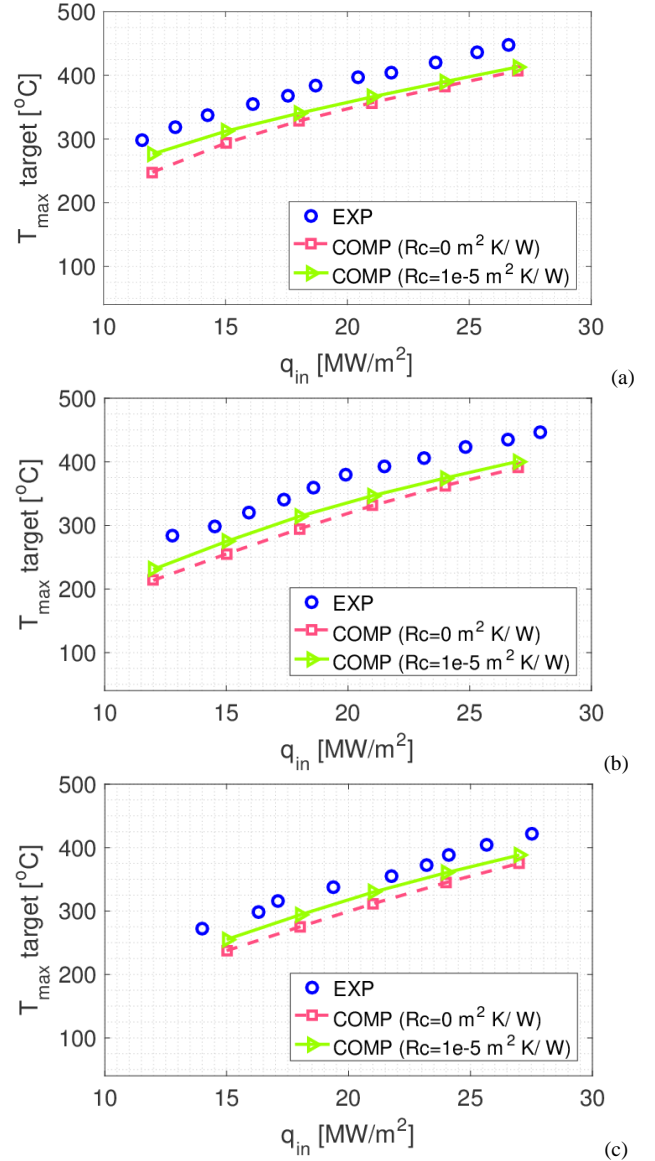 500
400
300
200
100
T_max target [°C]
EXP
COMP (Rc=0 m² K/ W)
COMP (Rc=1e-5 m² K/ W)
10 15 20 25 30
q_in [MW/m²]
(a)
500
400
300
200
100
T_max target [°C]
EXP
COMP (Rc=0 m² K/ W)
COMP (Rc=1e-5 m² K/ W)
10 15 20 25 30
q_in [MW/m²]
(b)
500
400
300
200
100
T_max target [°C]
EXP
COMP (Rc=0 m² K/ W)
COMP (Rc=1e-5 m² K/ W)
10 15 20 25 30
q_in [MW/m²]
(c)